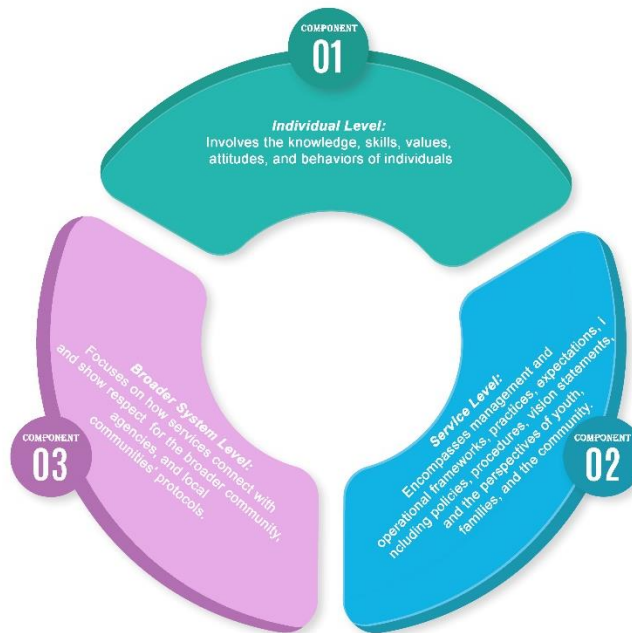 COMPONENT
01
Individual Level:
Involves the knowledge, skills, values,
attitudes, and behaviors of individuals
COMPONENT
02
Service Level:
Encompasses management and
operational frameworks, practices, expectations, i
ncluding policies, procedures, vision statements,
and the perspectives of youth,
families, and the community.
COMPONENT
03
Broader System Level:
Focuses on how services connect with
and show respect for the broader community,
agencies, and local
communities' protocols.